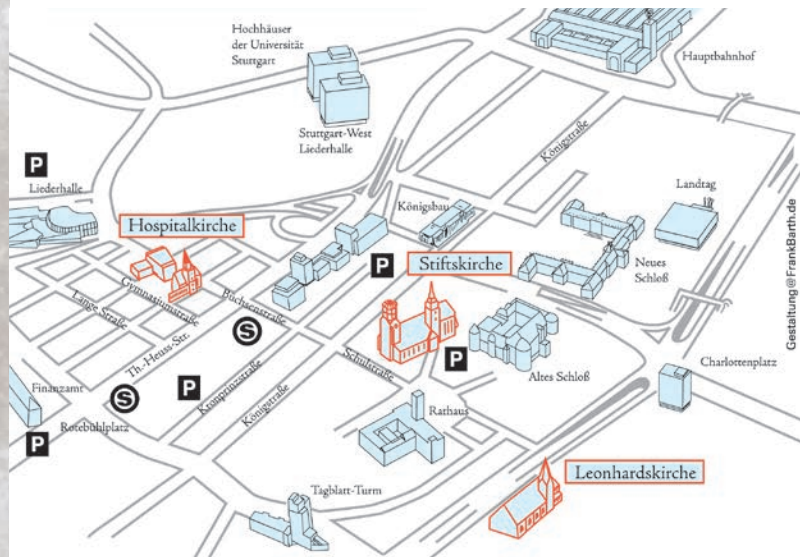 Hochhäuser
der Universität
Stuttgart
Hauptbahnhof
Stuttgart-West
Liederhalle
Königstraße
P
Liederhalle
Königsbau
Landtag
Hospitalkirche
P
Stiftskirche
Neues
Schloß
Gymnasiumstraße
Lange Straße
Büchsenstraße
S
Th.-Heuss-Str.
Schulstraße
P
Altes Schloß
Charlottenplatz
Finanzamt
S
P
Kronprinzstraße
Königstraße
Rathaus
Rotebühlplatz
P
Leonhardskirche
Tagblatt-Turm
Gestaltung@FrankBarth.de